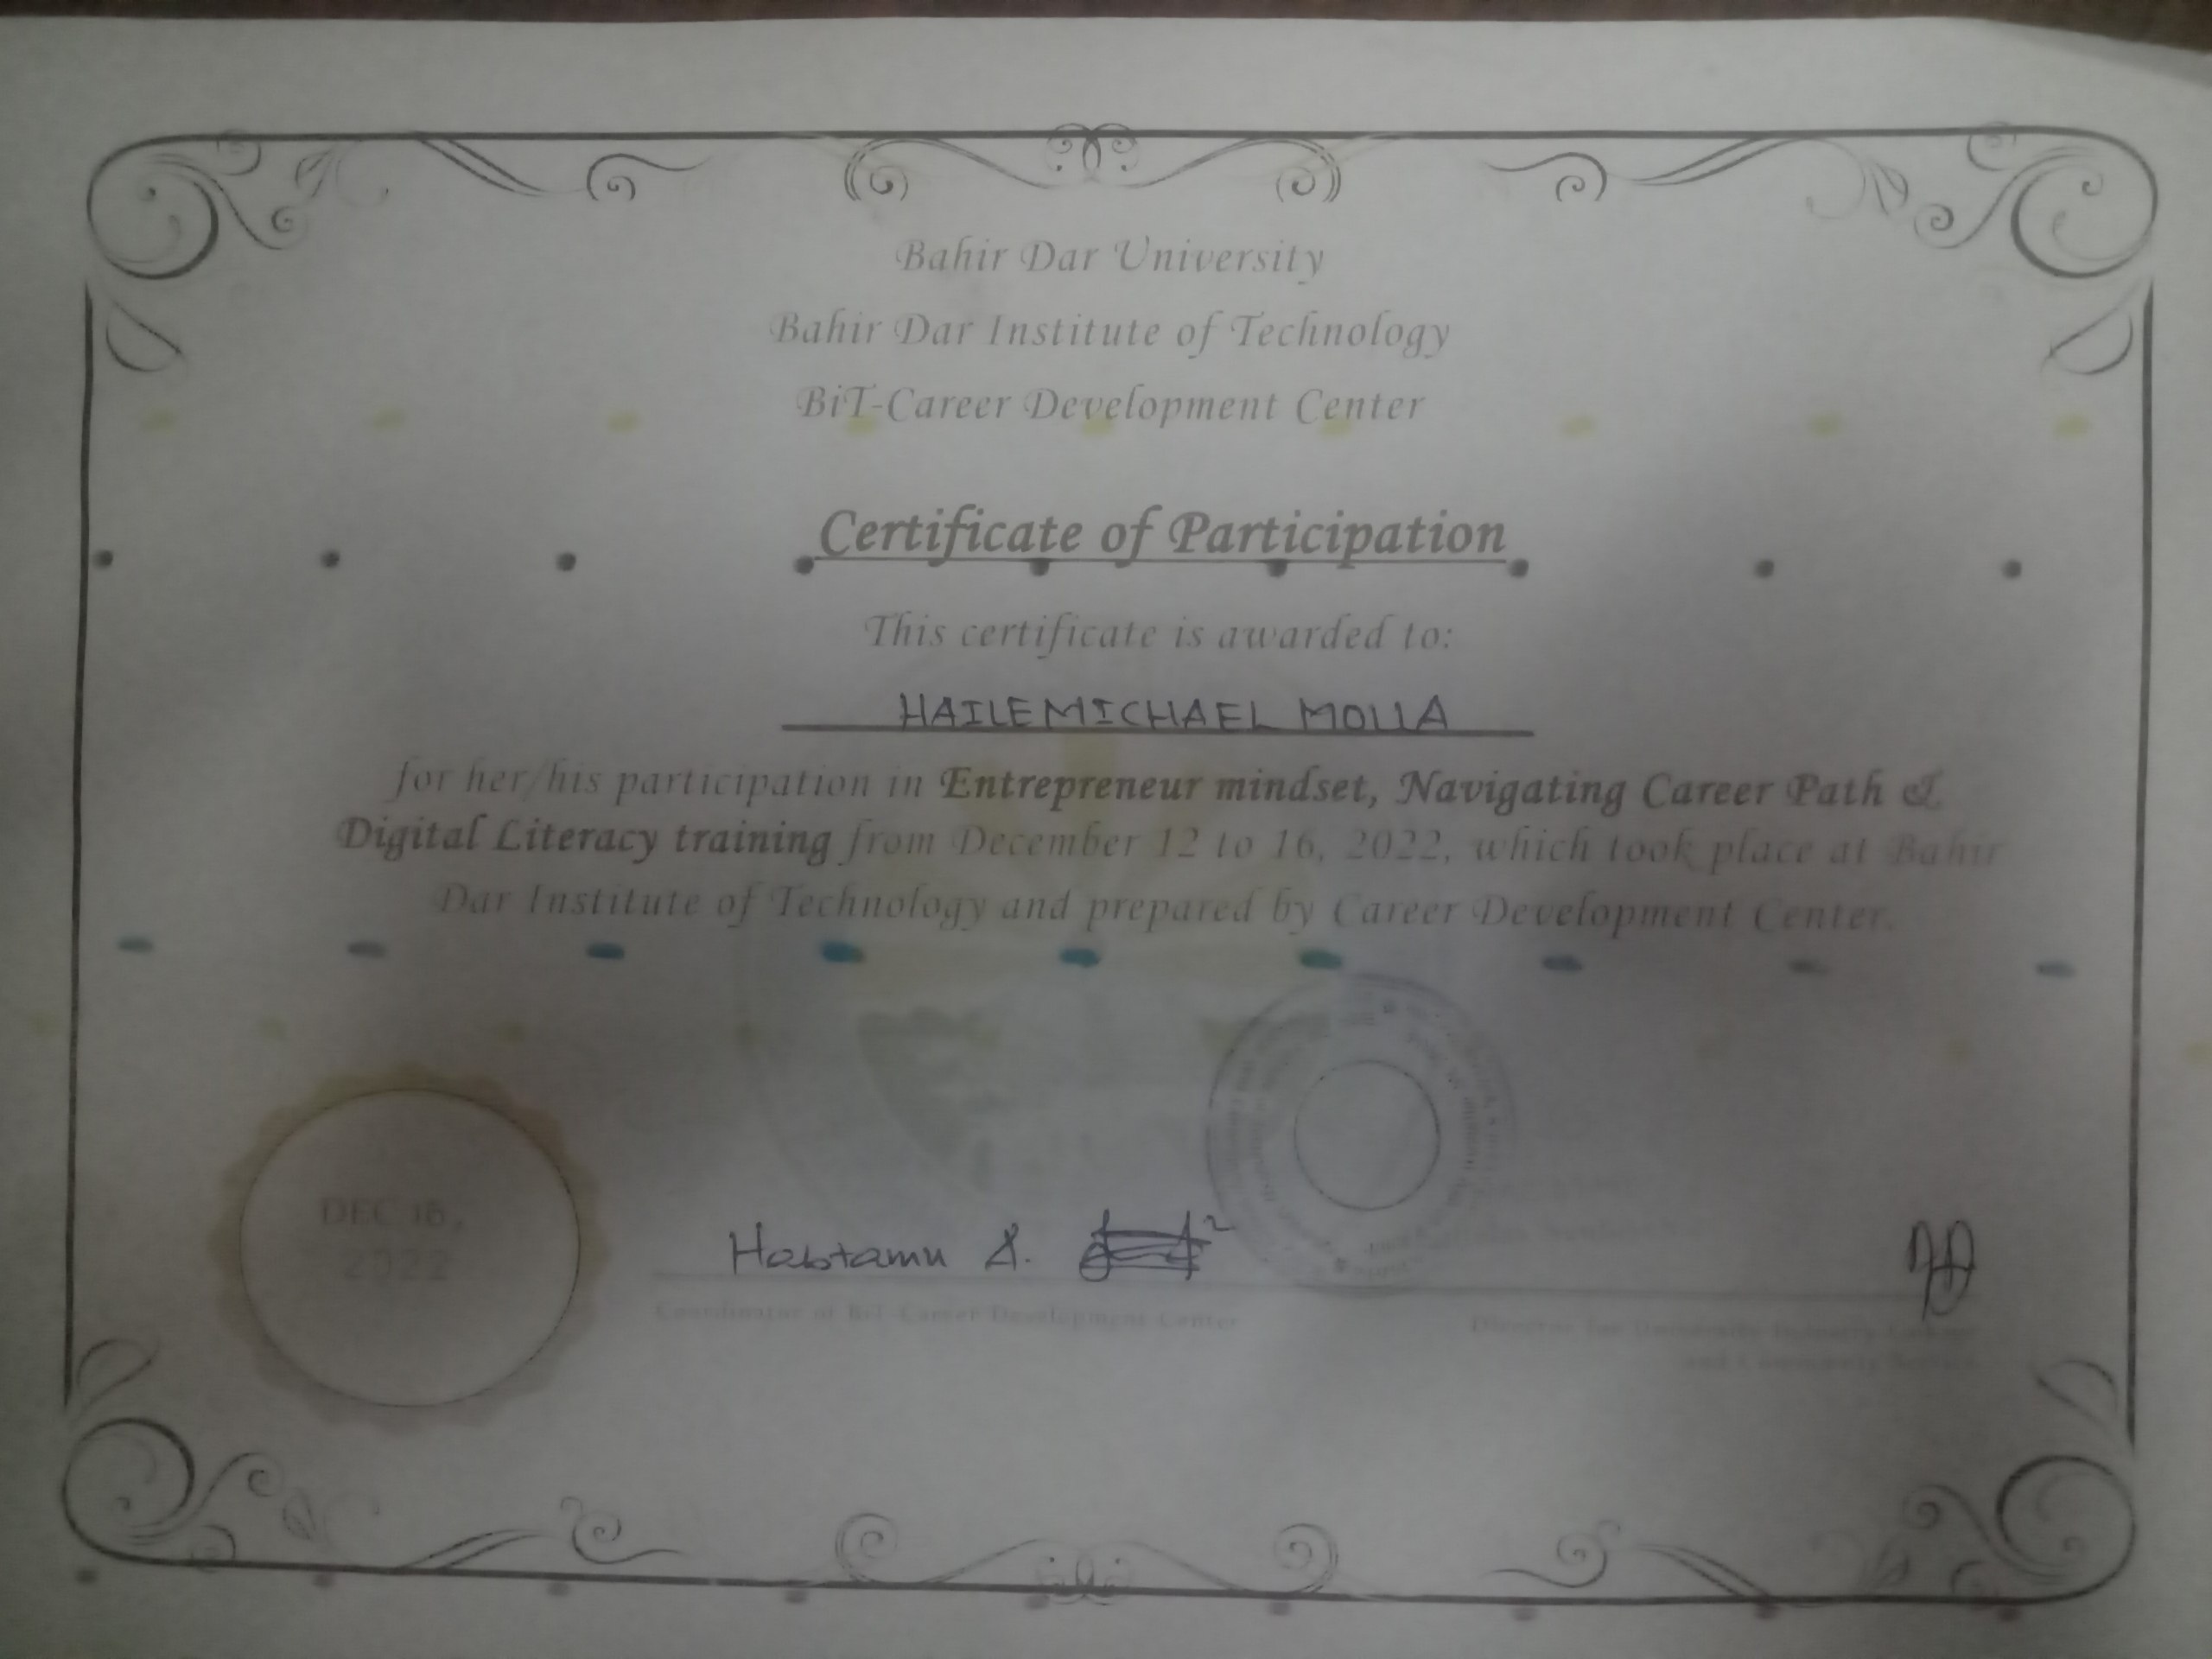 Bahir Dar University
Bahir Dar Institute of Technology
BiT-Career Development Center
Certificate of Participation
This certificate is awarded to:
HAILEMICHAEL MOLLA
for her/his participation in Entrepreneur mindset, Navigating Career Path &
Digital Literacy training from December 12 to 16, 2022, which took place at Bahir
Dar Institute of Technology and prepared by Career Development Center.
DEC 16,
2022
Habtamu A.
Coordinator of BiT-Career Development Center
Director for University Industry Linkage
and Community Service